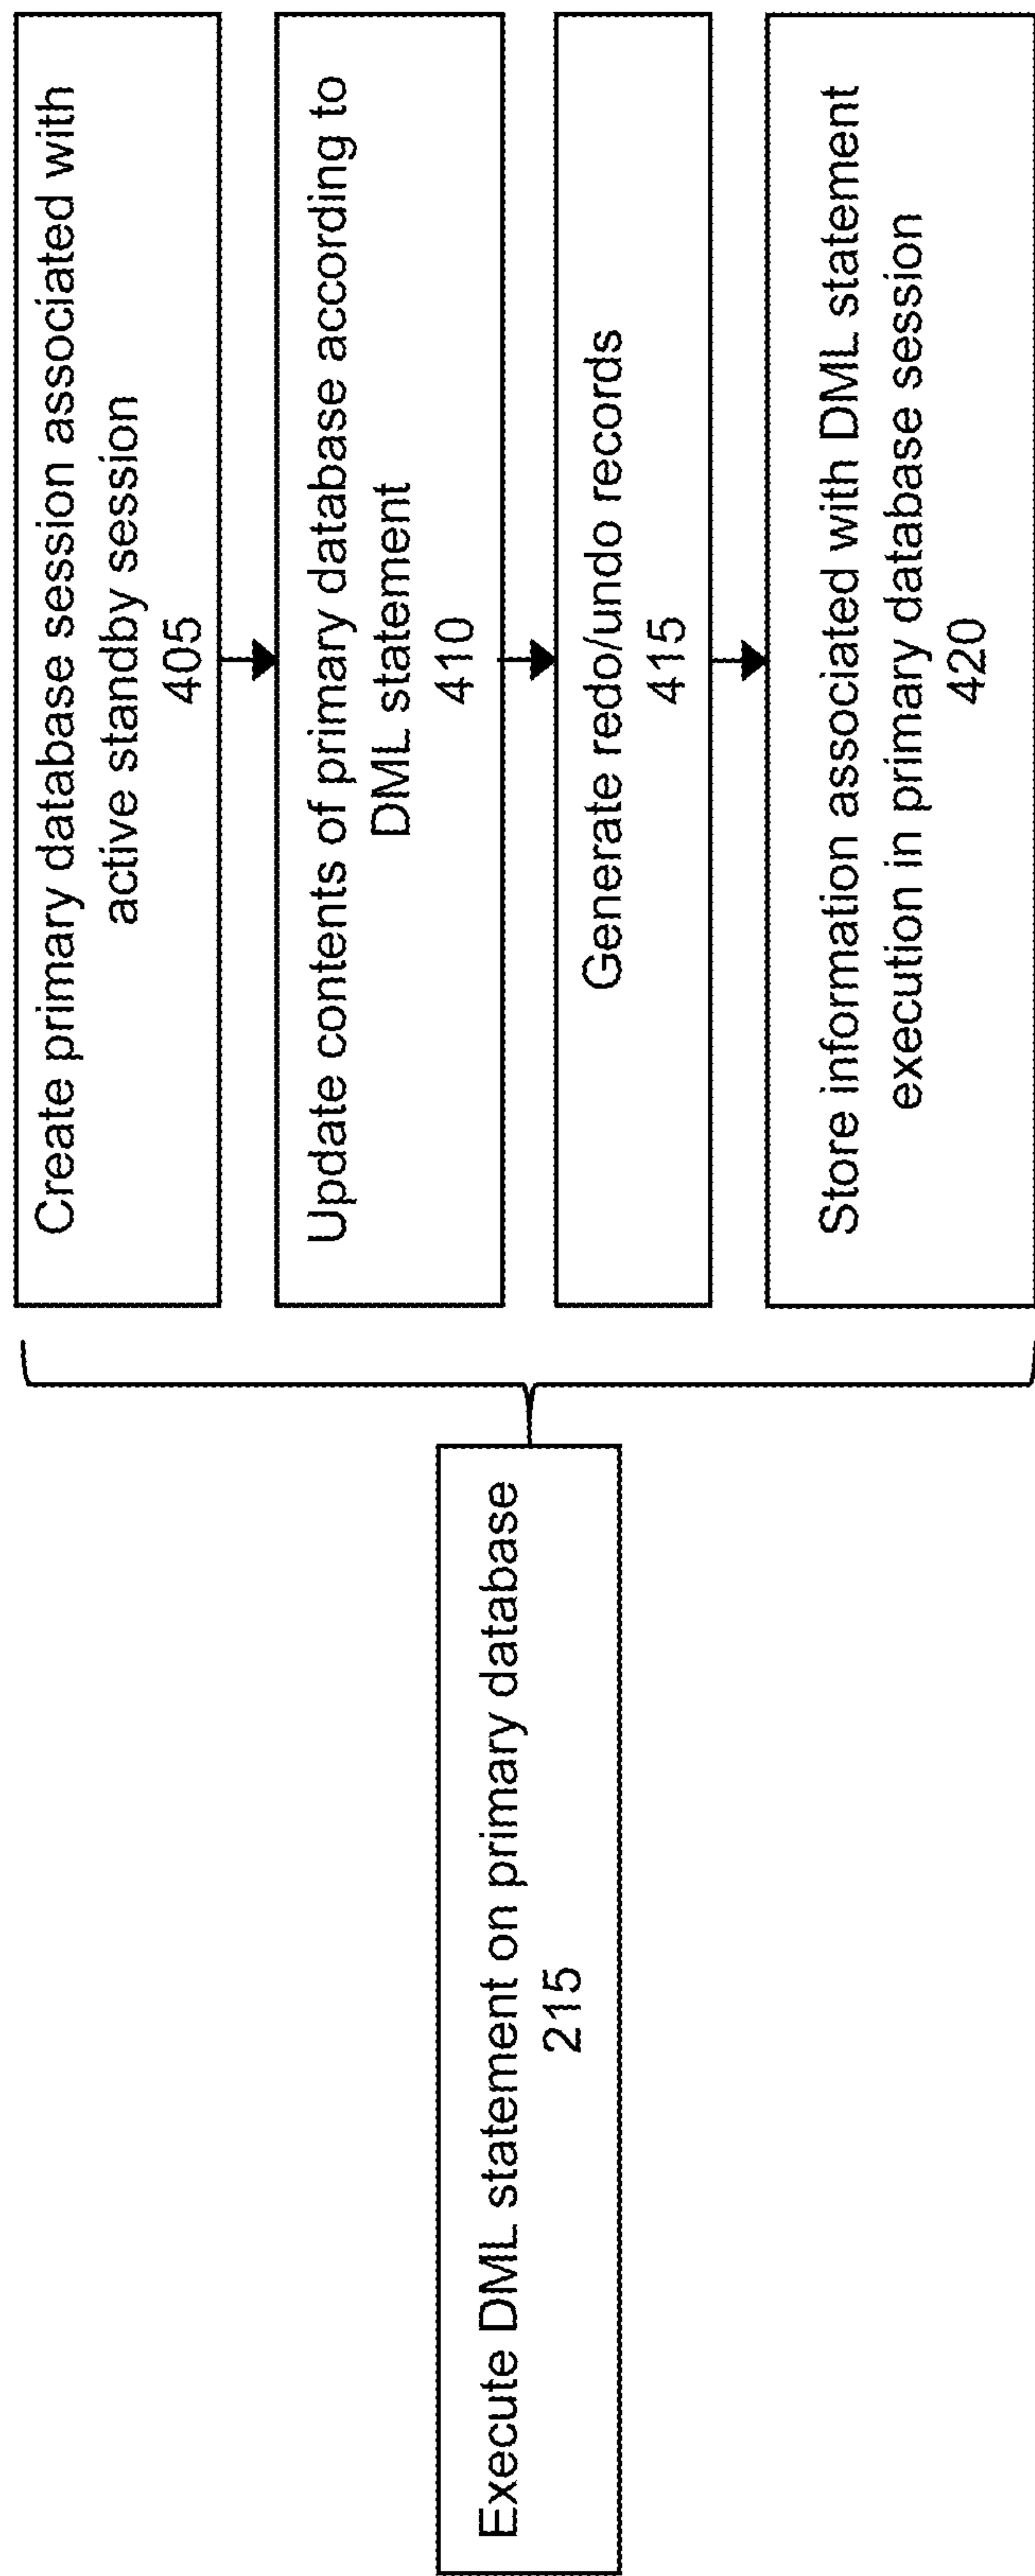 Execute DML statement on primary database
215
Create primary database session associated with
active standby session
405
Update contents of primary database according to
DML statement
410
Generate redo/undo records
415
Store information associated with DML statement
execution in primary database session
420